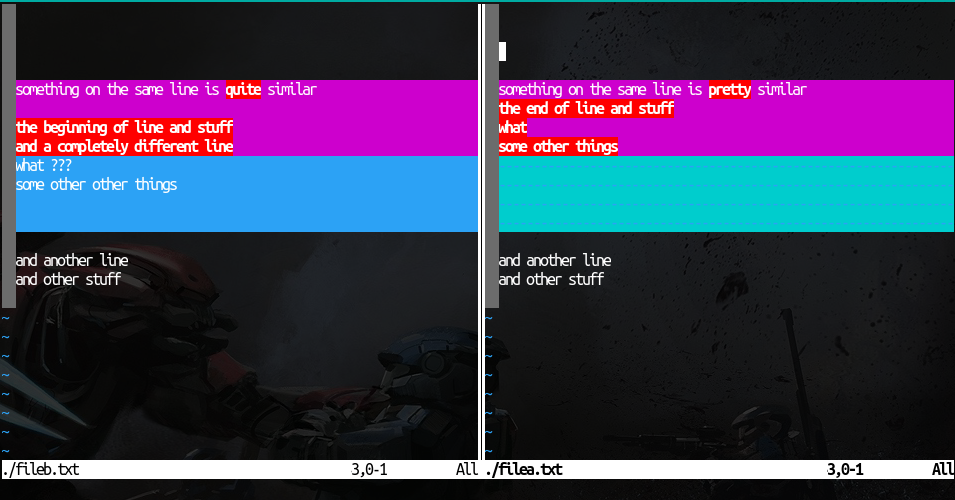 something on the same line is quite similar
the beginning of line and stuff
and a completely different line
what ???
some other other things
and another line
and other stuff
~
~
~
~
~
~
~
~
./fileb.txt 3,0-1 All
something on the same line is pretty similar
the end of line and stuff
what
some other things
and another line
and other stuff
~
~
~
~
~
~
~
~
./filea.txt 3,0-1 All